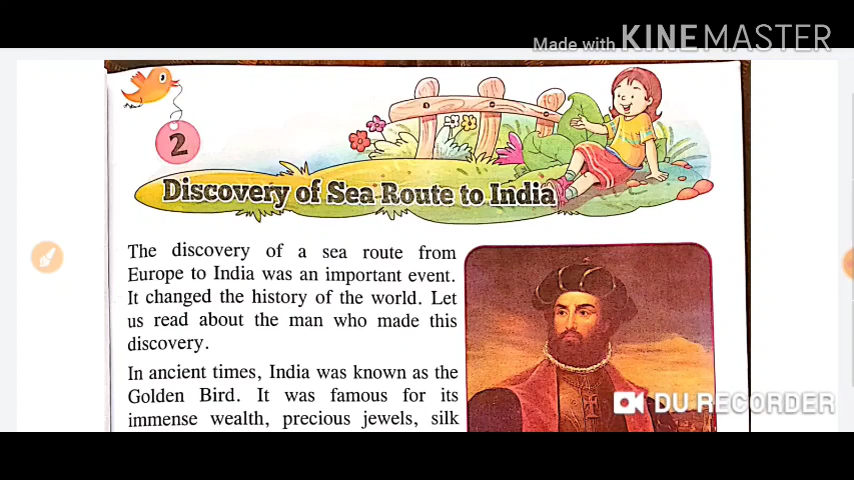 Made with KINEMASTER
2
Discovery of Sea Route to India
The discovery of a sea route from
Europe to India was an important event.
It changed the history of the world. Let
us read about the man who made this
discovery.
In ancient times, India was known as the
Golden Bird. It was famous for its
immense wealth, precious jewels, silk
DU RECORDER